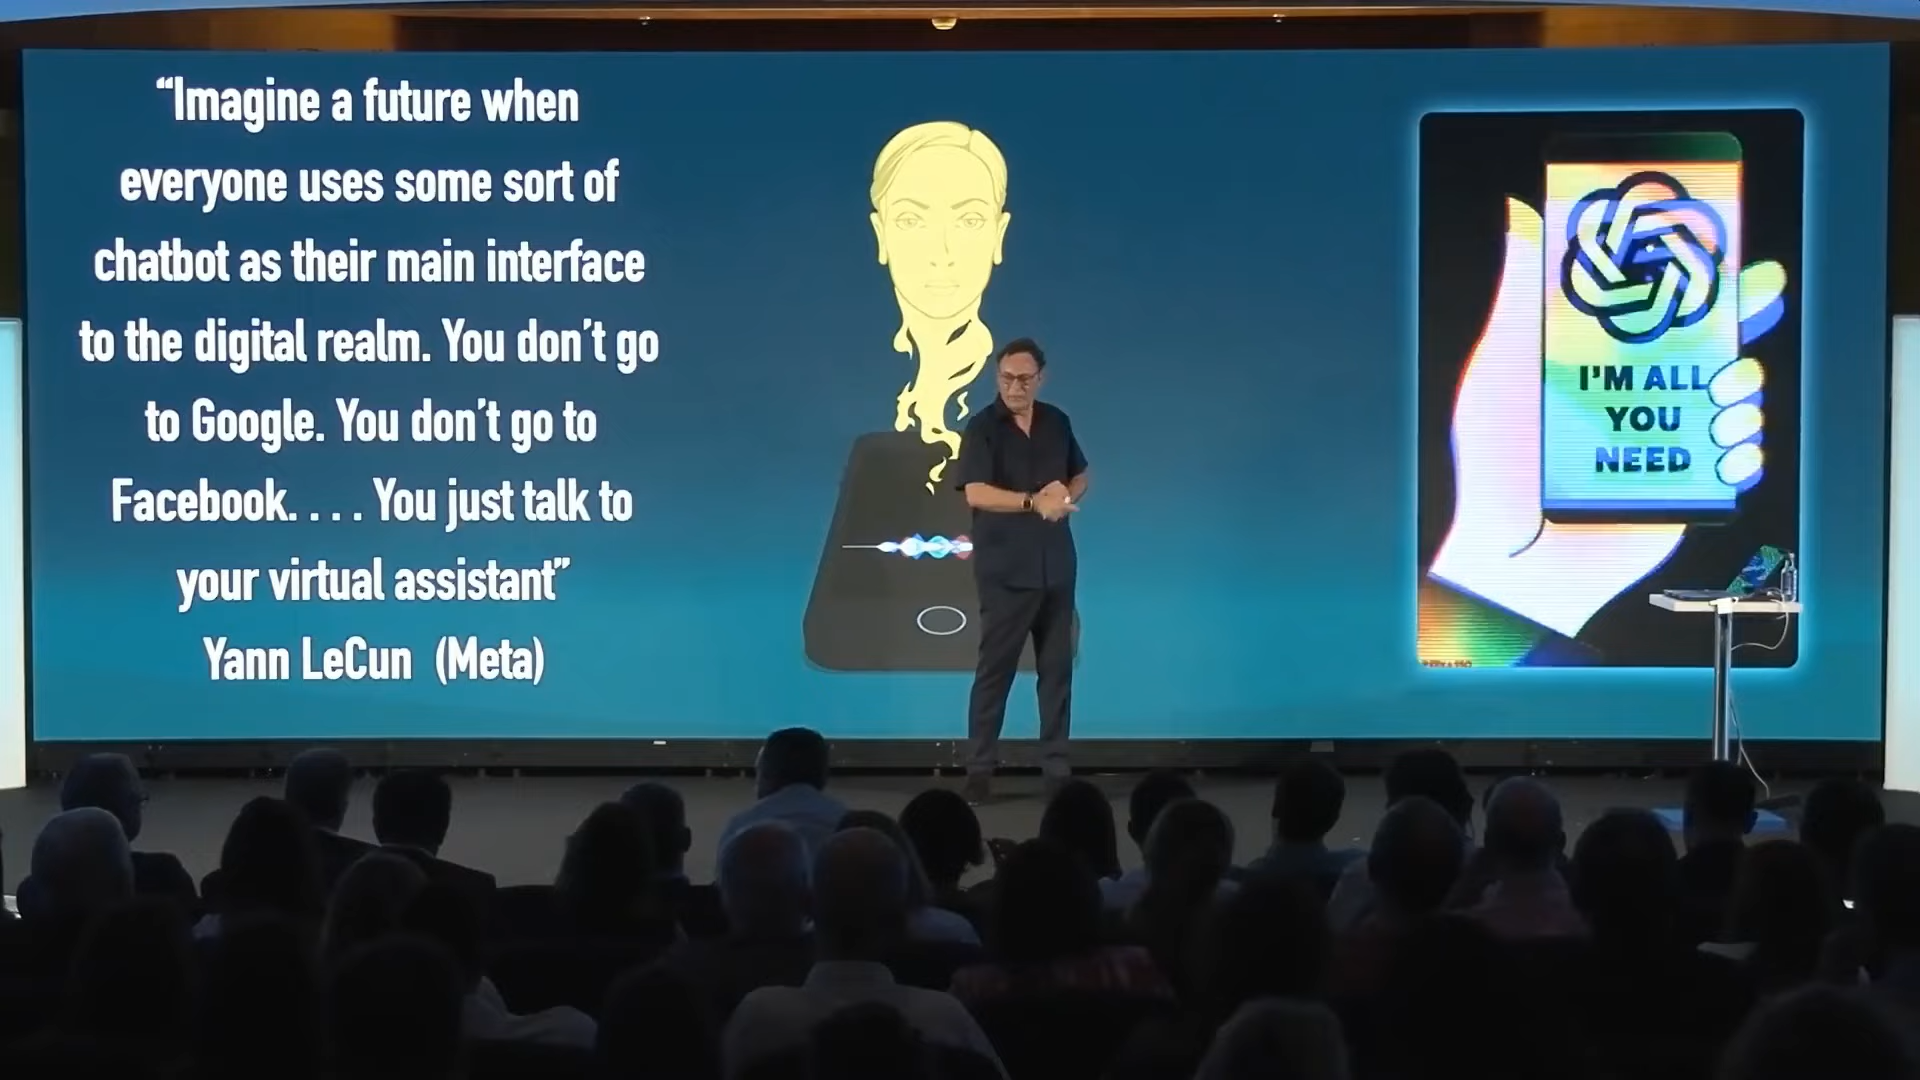 “Imagine a future when
everyone uses some sort of
chatbot as their main interface
to the digital realm. You don’t go
to Google. You don’t go to
Facebook. . . . You just talk to
your virtual assistant”
Yann LeCun (Meta)
I’M ALL
YOU
NEED